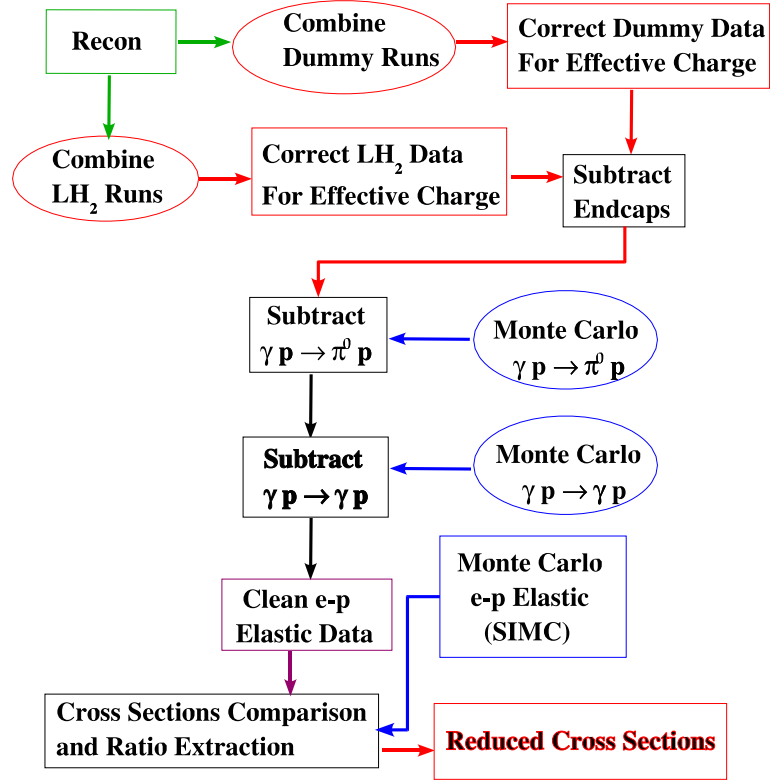 Recon
Combine
Dummy Runs
Correct Dummy Data
For Effective Charge
Combine
LH₂ Runs
Correct LH₂ Data
For Effective Charge
Subtract
Endcaps
Subtract
γ p → π⁰ p
Monte Carlo
γ p → π⁰ p
Subtract
γ p → γ p
Monte Carlo
γ p → γ p
Clean e-p
Elastic Data
Monte Carlo
e-p Elastic
(SIMC)
Cross Sections Comparison
and Ratio Extraction
Reduced Cross Sections